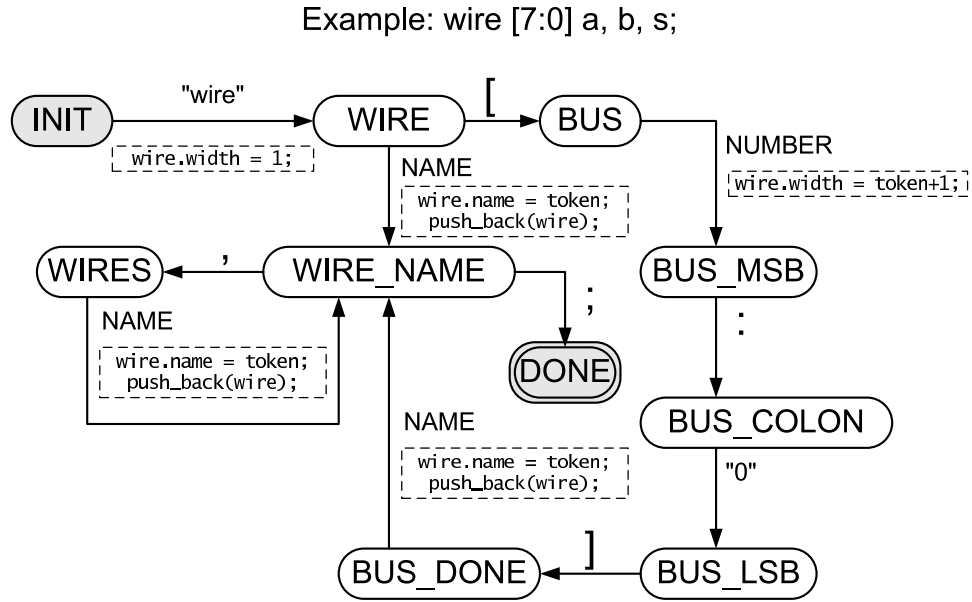 Example: wire [7:0] a, b, s;
INIT
"wire"
wire.width = 1;
WIRE
[
BUS
NUMBER
wire.width = token+1;
NAME
wire.name = token;
push_back(wire);
WIRES
,
WIRE_NAME
;
BUS_MSB
:
NAME
wire.name = token;
push_back(wire);
DONE
BUS_COLON
NAME
wire.name = token;
push_back(wire);
"0"
BUS_DONE
]
BUS_LSB